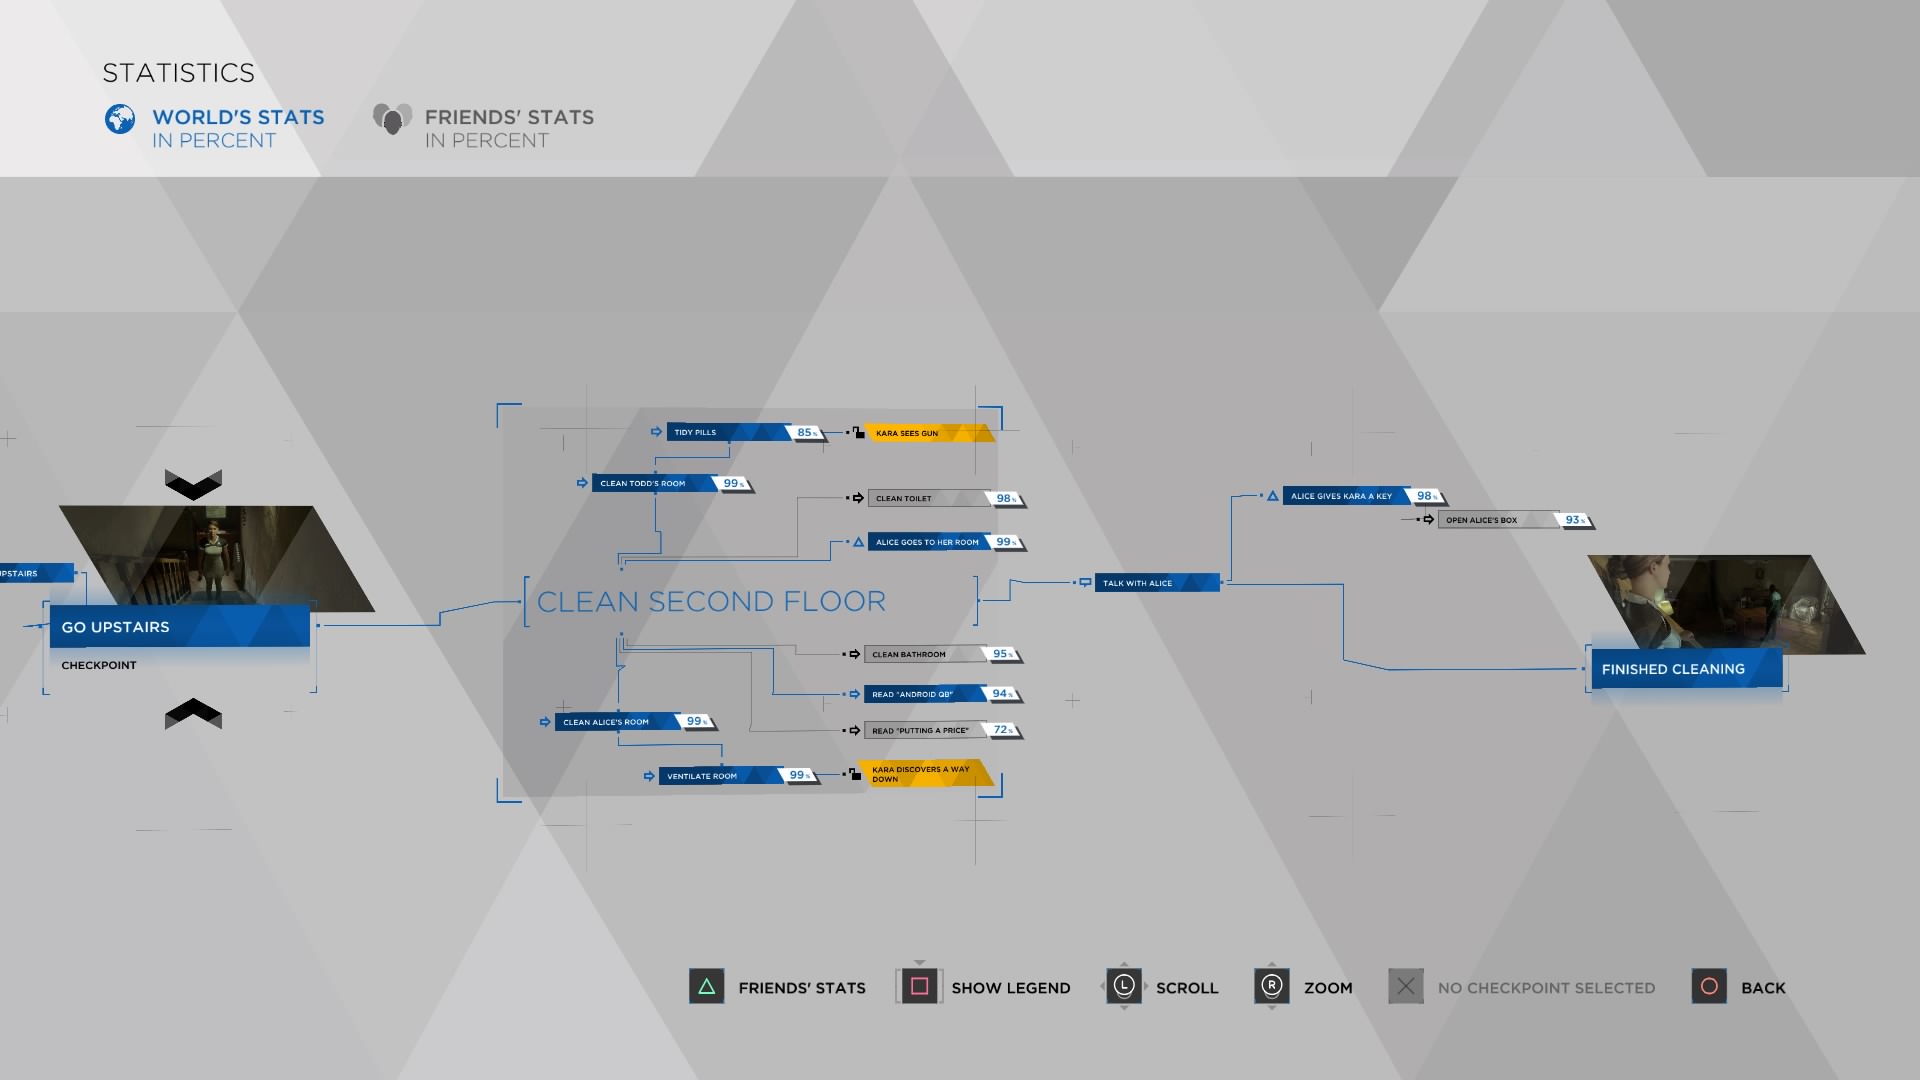 STATISTICS
WORLD'S STATS
IN PERCENT
FRIENDS' STATS
IN PERCENT
TIDY PILLS 85%
KARA SEES GUN
CLEAN TODD'S ROOM 99%
CLEAN TOILET 98%
ALICE GOES TO HER ROOM 99%
ALICE GIVES KARA A KEY 98%
OPEN ALICE'S BOX 93%
UPSTAIRS
GO UPSTAIRS
CHECKPOINT
CLEAN SECOND FLOOR
TALK WITH ALICE
FINISHED CLEANING
CLEAN BATHROOM 95%
READ "ANDROID QB" 94%
CLEAN ALICE'S ROOM 99%
READ "PUTTING A PRICE" 72%
VENTILATE ROOM 99%
KARA DISCOVERS A WAY
DOWN
FRIENDS' STATS
SHOW LEGEND
L SCROLL
R ZOOM
NO CHECKPOINT SELECTED
BACK